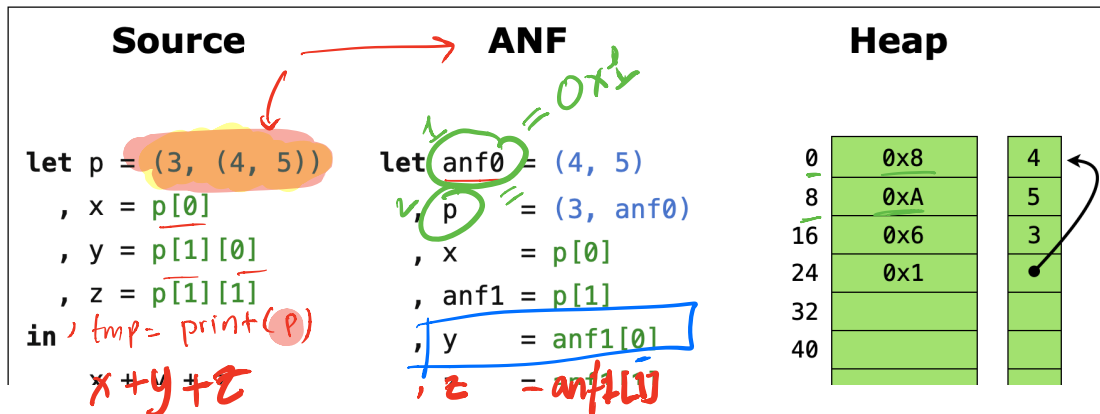 Source ANF Heap
= 0x1
1
let p = (3, (4, 5))
, x = p[0]
, y = p[1][0]
, z = p[1][1]
in , tmp = print(p)
x + y + z
let anf0 = (4, 5)
2 , p = (3, anf0)
, x = p[0]
, anf1 = p[1]
, y = anf1[0]
, z = anf1[1]
0 0x8 4
8 0xA 5
16 0x6 3
24 0x1
32
40